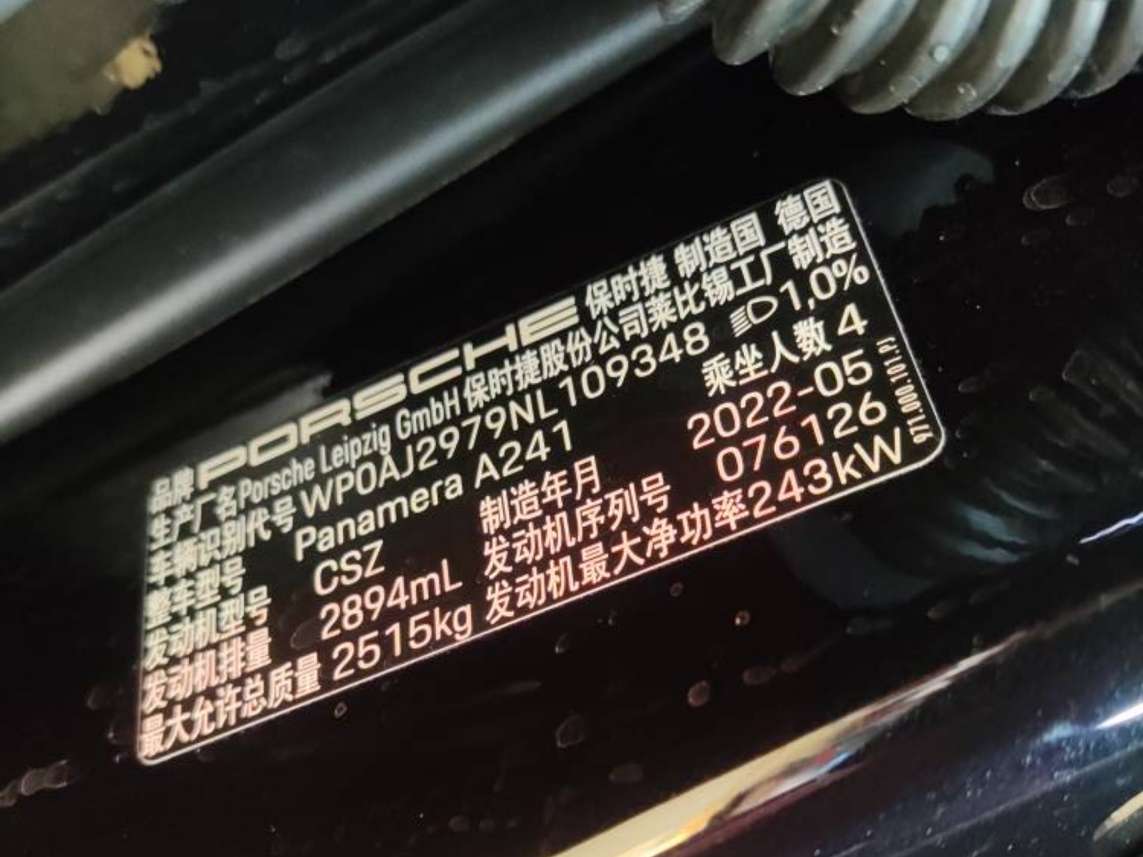 品牌 PORSCHE 保时捷 制造国 德国
生产厂名 Porsche Leipzig GmbH 保时捷股份公司莱比锡工厂制造
车辆识别代号 WP0AJ2979NL109348 1,0%
整车型号 Panamera A241 乘坐人数 4
发动机型号 CSZ 制造年月 2022-05
发动机排量 2894mL 发动机序列号 076126
最大允许总质量 2515kg 发动机最大净功率 243kW